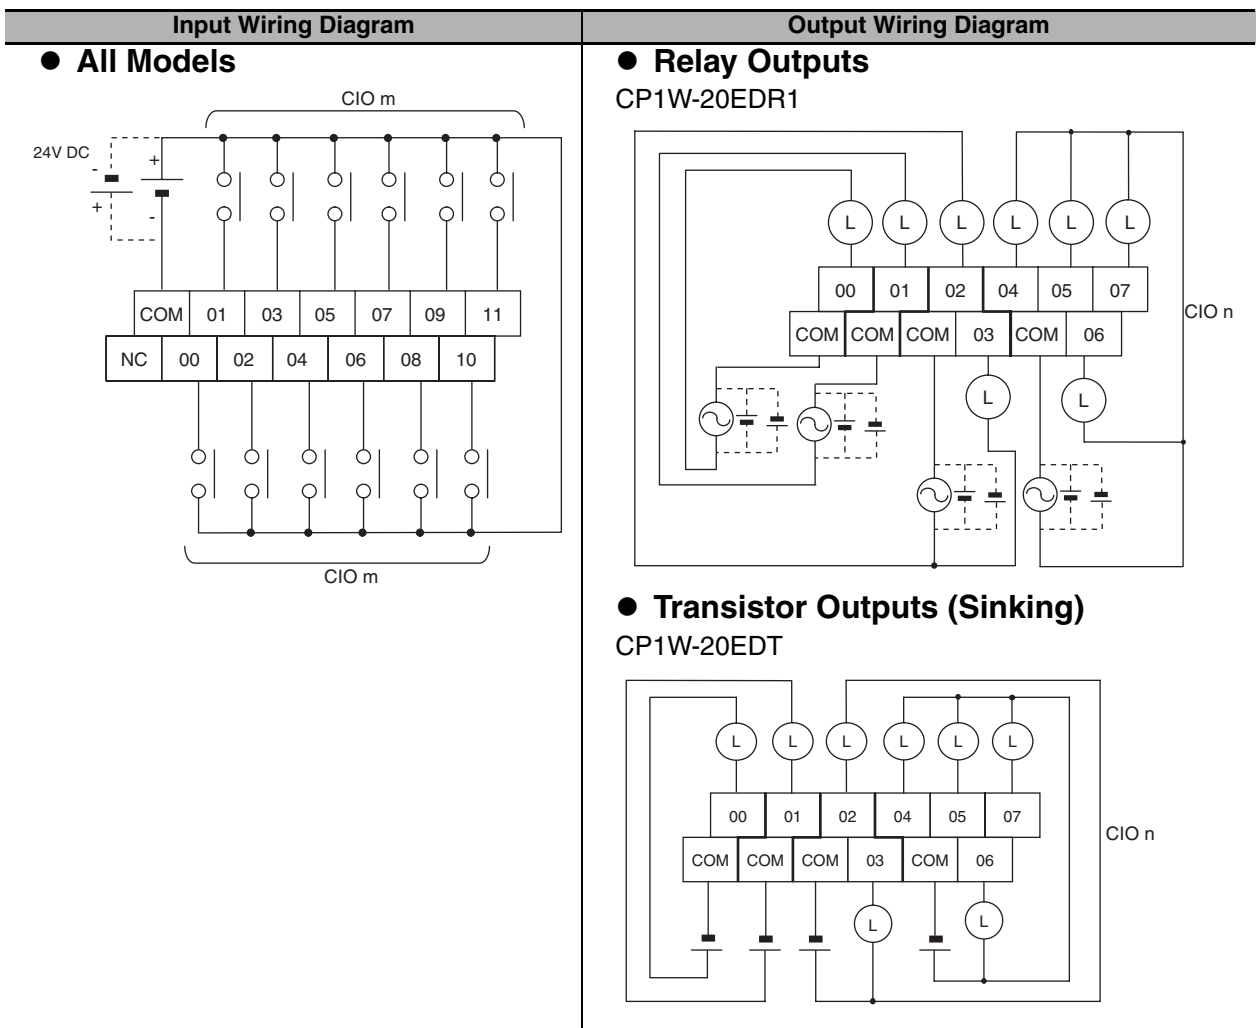 Input Wiring Diagram
Output Wiring Diagram
● All Models
CIO m
24V DC
- +
+ -
COM 01 03 05 07 09 11
NC 00 02 04 06 08 10
CIO m
● Relay Outputs
CP1W-20EDR1
L L L L L L
00 01 02 04 05 07
CIO n
COM COM COM 03 COM 06
L L
● Transistor Outputs (Sinking)
CP1W-20EDT
L L L L L L
00 01 02 04 05 07
CIO n
COM COM COM 03 COM 06
L L